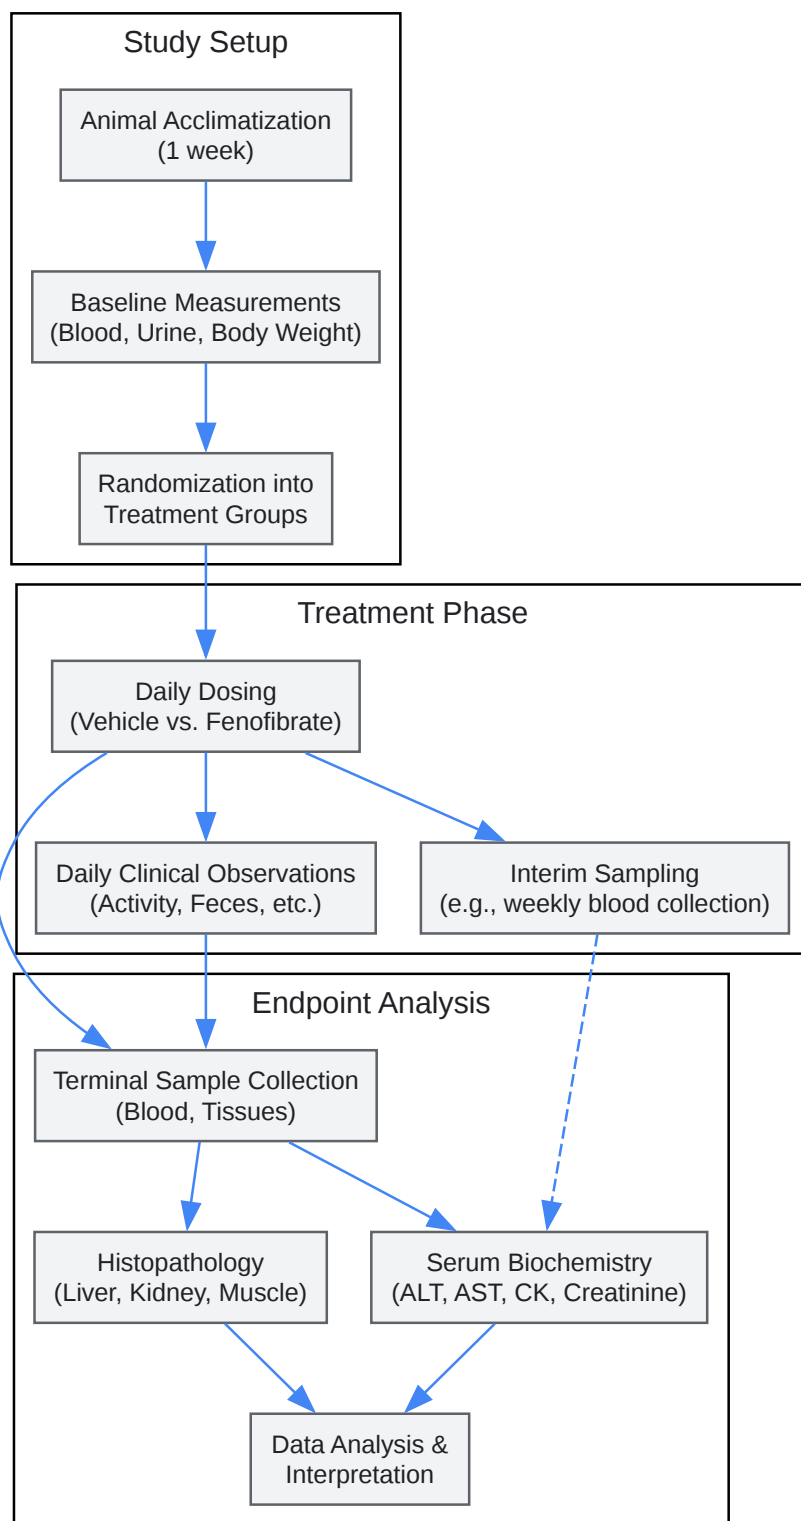 Study Setup
Animal Acclimatization
(1 week)
Baseline Measurements
(Blood, Urine, Body Weight)
Randomization into
Treatment Groups
Treatment Phase
Daily Dosing
(Vehicle vs. Fenofibrate)
Daily Clinical Observations
(Activity, Feces, etc.)
Interim Sampling
(e.g., weekly blood collection)
Endpoint Analysis
Terminal Sample Collection
(Blood, Tissues)
Histopathology
(Liver, Kidney, Muscle)
Serum Biochemistry
(ALT, AST, CK, Creatinine)
Data Analysis &
Interpretation